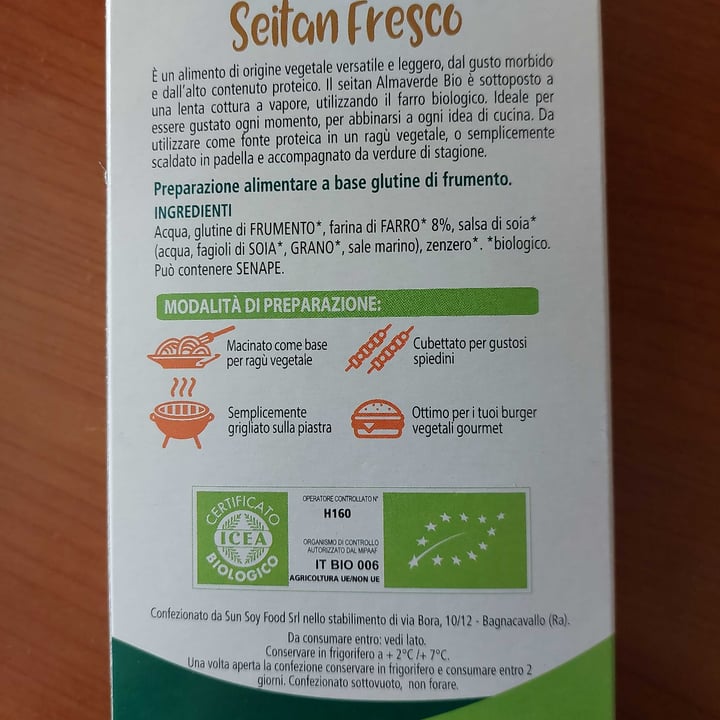 Seitan Fresco
È un alimento di origine vegetale versatile e leggero, dal gusto morbido
e dall'alto contenuto proteico. Il seitan Almaverde Bio è sottoposto a
una lenta cottura a vapore, utilizzando il farro biologico. Ideale per
essere gustato ogni momento, per abbinarsi a ogni idea di cucina. Da
utilizzare come fonte proteica in un ragù vegetale, o semplicemente
scaldato in padella e accompagnato da verdure di stagione.
Preparazione alimentare a base glutine di frumento.
INGREDIENTI
Acqua, glutine di FRUMENTO*, farina di FARRO* 8%, salsa di soia*
(acqua, fagioli di SOIA*, GRANO*, sale marino), zenzero*. *biologico.
Può contenere SENAPE.
MODALITÀ DI PREPARAZIONE:
Macinato come base
per ragù vegetale
Cubettato per gustosi
spiedini
Semplicemente
grigliato sulla piastra
Ottimo per i tuoi burger
vegetali gourmet
CERTIFICATO
ICEA
BIOLOGICO
OPERATORE CONTROLLATO N°
H160
ORGANISMO DI CONTROLLO
AUTORIZZATO DAL MIPAAF
IT BIO 006
AGRICOLTURA UE/NON UE
Confezionato da Sun Soy Food Srl nello stabilimento di via Bora, 10/12 - Bagnacavallo (Ra).
Da consumare entro: vedi lato.
Conservare in frigorifero a + 2°C /+ 7°C.
Una volta aperta la confezione conservare in frigorifero e consumare entro 2
giorni. Confezionato sottovuoto, non forare.